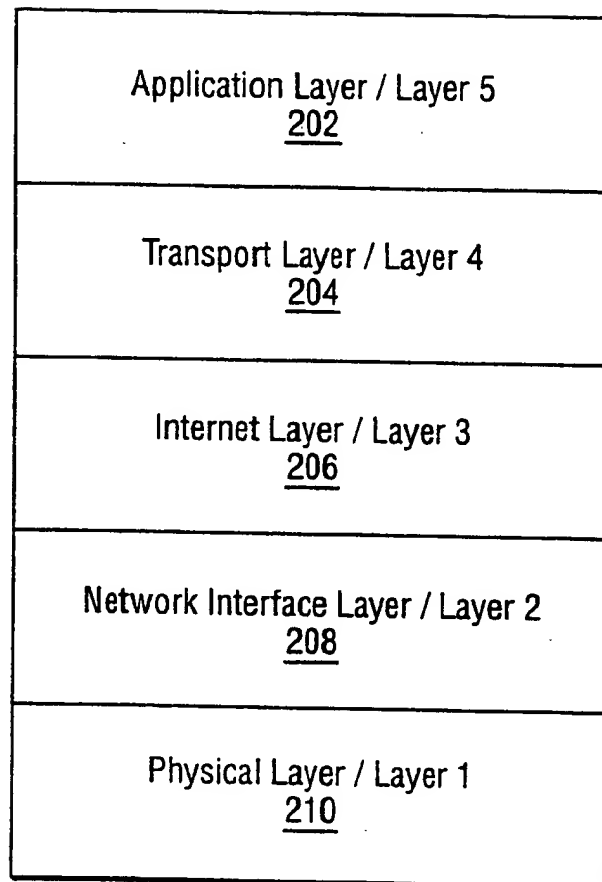 Application Layer / Layer 5
202
Transport Layer / Layer 4
204
Internet Layer / Layer 3
206
Network Interface Layer / Layer 2
208
Physical Layer / Layer 1
210